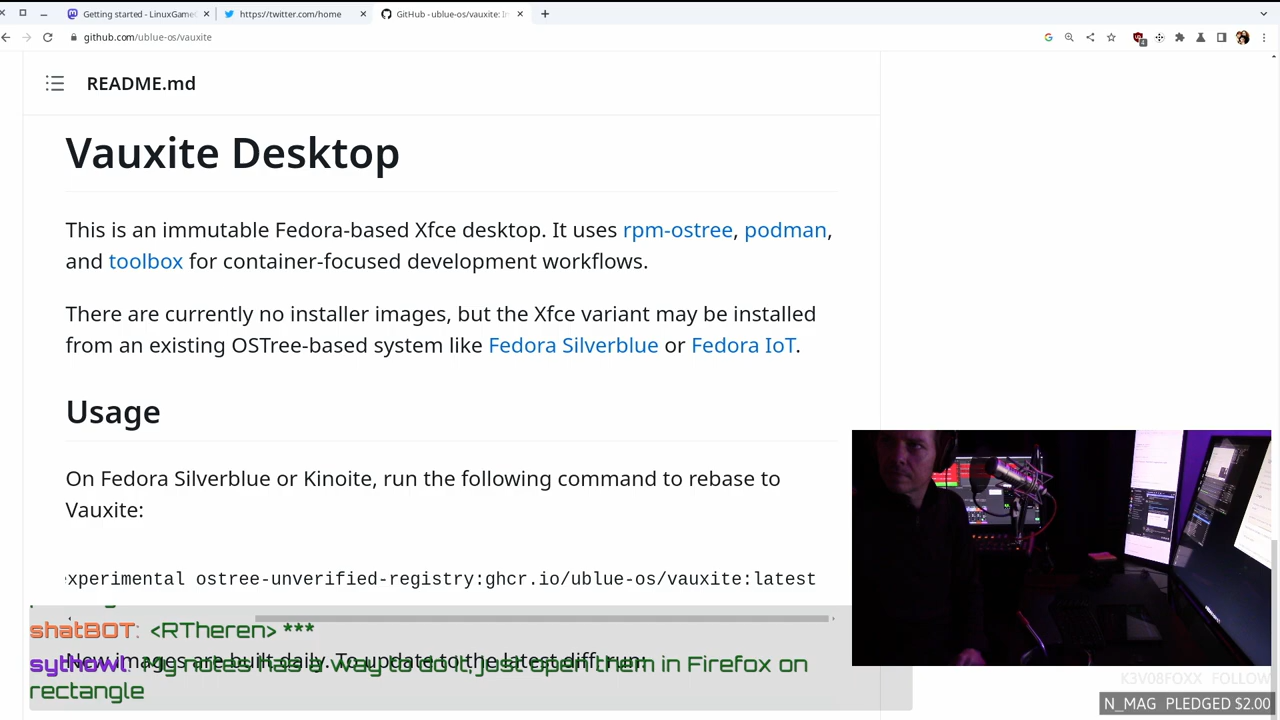 Getting started - LinuxGameC
https://twitter.com/home
GitHub - ublue-os/vauxite: I
github.com/ublue-os/vauxite
README.md
Vauxite Desktop
This is an immutable Fedora-based Xfce desktop. It uses rpm-ostree, podman,
and toolbox for container-focused development workflows.
There are currently no installer images, but the Xfce variant may be installed
from an existing OSTree-based system like Fedora Silverblue or Fedora IoT.
Usage
On Fedora Silverblue or Kinoite, run the following command to rebase to
Vauxite:
xperimental ostree-unverified-registry:ghcr.io/ublue-os/vauxite:latest
shatBOT: <RTheren> ***
New images are built daily. To update to the latest diff, run:
sythowl: My notes has a way to do it, just open them in Firefox on
rectangle
K3V08FOXX FOLLOW
N_MAG PLEDGED $2.00